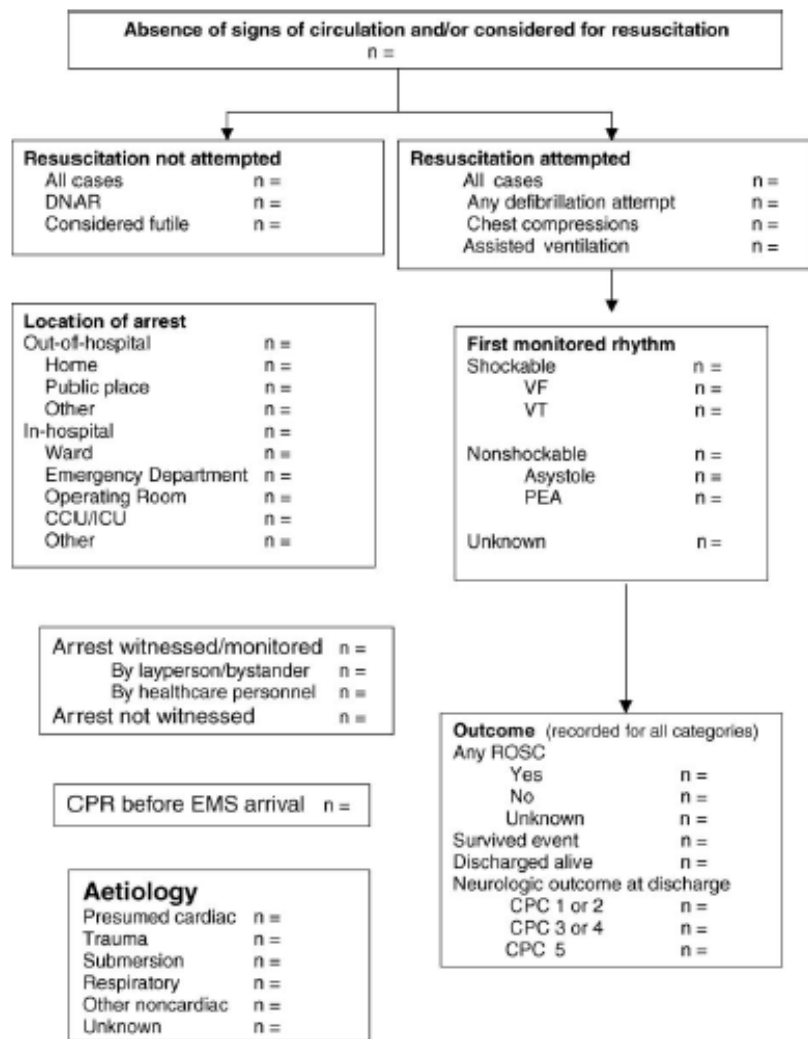 Absence of signs of circulation and/or considered for resuscitation
n =
Resuscitation not attempted
All cases n =
DNAR n =
Considered futile n =
Resuscitation attempted
All cases n =
Any defibrillation attempt n =
Chest compressions n =
Assisted ventilation n =
Location of arrest
Out-of-hospital n =
Home n =
Public place n =
Other n =
In-hospital n =
Ward n =
Emergency Department n =
Operating Room n =
CCU/ICU n =
Other n =
First monitored rhythm
Shockable n =
VF n =
VT n =
Nonshockable n =
Asystole n =
PEA n =
Unknown n =
Arrest witnessed/monitored n =
By layperson/bystander n =
By healthcare personnel n =
Arrest not witnessed n =
CPR before EMS arrival n =
Aetiology
Presumed cardiac n =
Trauma n =
Submersion n =
Respiratory n =
Other noncardiac n =
Unknown n =
Outcome (recorded for all categories)
Any ROSC
Yes n =
No n =
Unknown n =
Survived event n =
Discharged alive n =
Neurologic outcome at discharge
CPC 1 or 2 n =
CPC 3 or 4 n =
CPC 5 n =